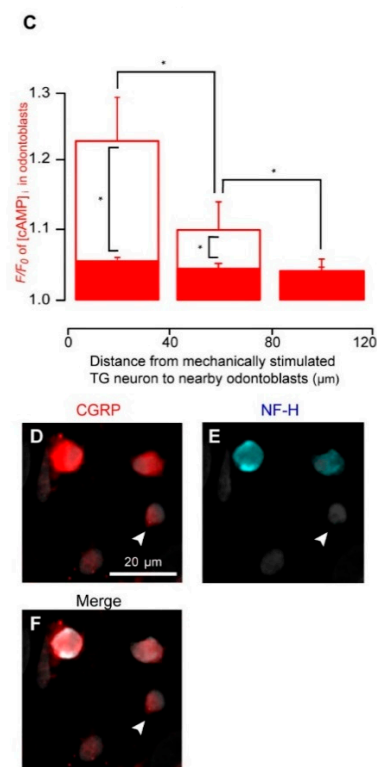 C
F/F0 of [cAMP]i in odontoblasts
1.3
1.2
1.1
1.0
*
*
*
*
0 40 80 120
Distance from mechanically stimulated
TG neuron to nearby odontoblasts (μm)
CGRP
NF-H
D
E
20 μm
Merge
F